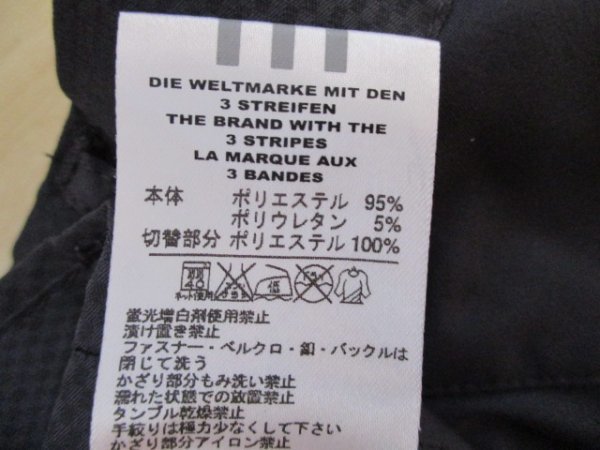 DIE WELTMARKE MIT DEN
3 STREIFEN
THE BRAND WITH THE
3 STRIPES
LA MARQUE AUX
3 BANDES
本体 ポリエステル 95%
ポリウレタン 5%
切替部分 ポリエステル 100%
ネット使用
蛍光増白剤使用禁止
漬け置き禁止
ファスナー・ベルクロ・釦・バックルは
閉じて洗う
かざり部分もみ洗い禁止
濡れた状態での放置禁止
タンブル乾燥禁止
手絞りは極力少なくして下さい
かざり部分アイロン禁止